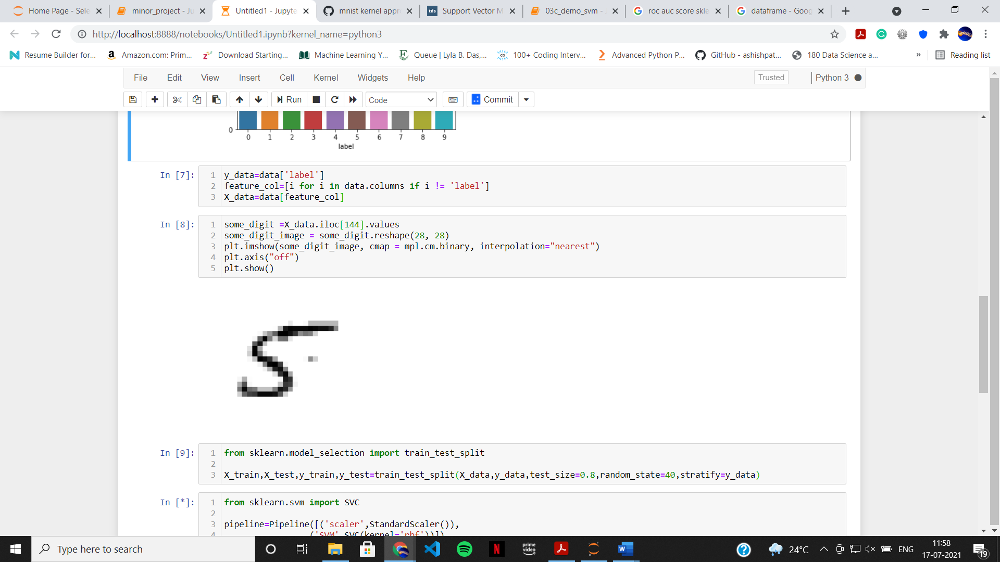 Home Page - Sele
minor_project - Ju
Untitled1 - Jupyte
mnist kernel appr
tds Support Vector M
03c_demo_svm - J
roc auc score skle
dataframe - Goog
http://localhost:8888/notebooks/Untitled1.ipynb?kernel_name=python3
Resume Builder for...
Amazon.com: Prim...
Download Starting...
Machine Learning Y...
Queue | Lyla B. Das,...
100+ Coding Interv...
Advanced Python P...
GitHub - ashishpat...
180 Data Science a...
»
Reading list
File Edit View Insert Cell Kernel Widgets Help
Trusted
Python 3
Run
Code
Commit
0
0 1 2 3 4 5 6 7 8 9
label
In [7]:
1 y_data=data['label']
2 feature_col=[i for i in data.columns if i != 'label']
3 X_data=data[feature_col]
In [8]:
1 some_digit =X_data.iloc[144].values
2 some_digit_image = some_digit.reshape(28, 28)
3 plt.imshow(some_digit_image, cmap = mpl.cm.binary, interpolation="nearest")
4 plt.axis("off")
5 plt.show()
5
In [9]:
1 from sklearn.model_selection import train_test_split
2
3 X_train,X_test,y_train,y_test=train_test_split(X_data,y_data,test_size=0.8,random_state=40,stratify=y_data)
In [*]:
1 from sklearn.svm import SVC
2
3 pipeline=Pipeline([('scaler',StandardScaler()),
4 ('SVM',SVC(kernel='rbf'))])
Type here to search
N
prime video
W
24°C
ENG
11:58
17-07-2021
19